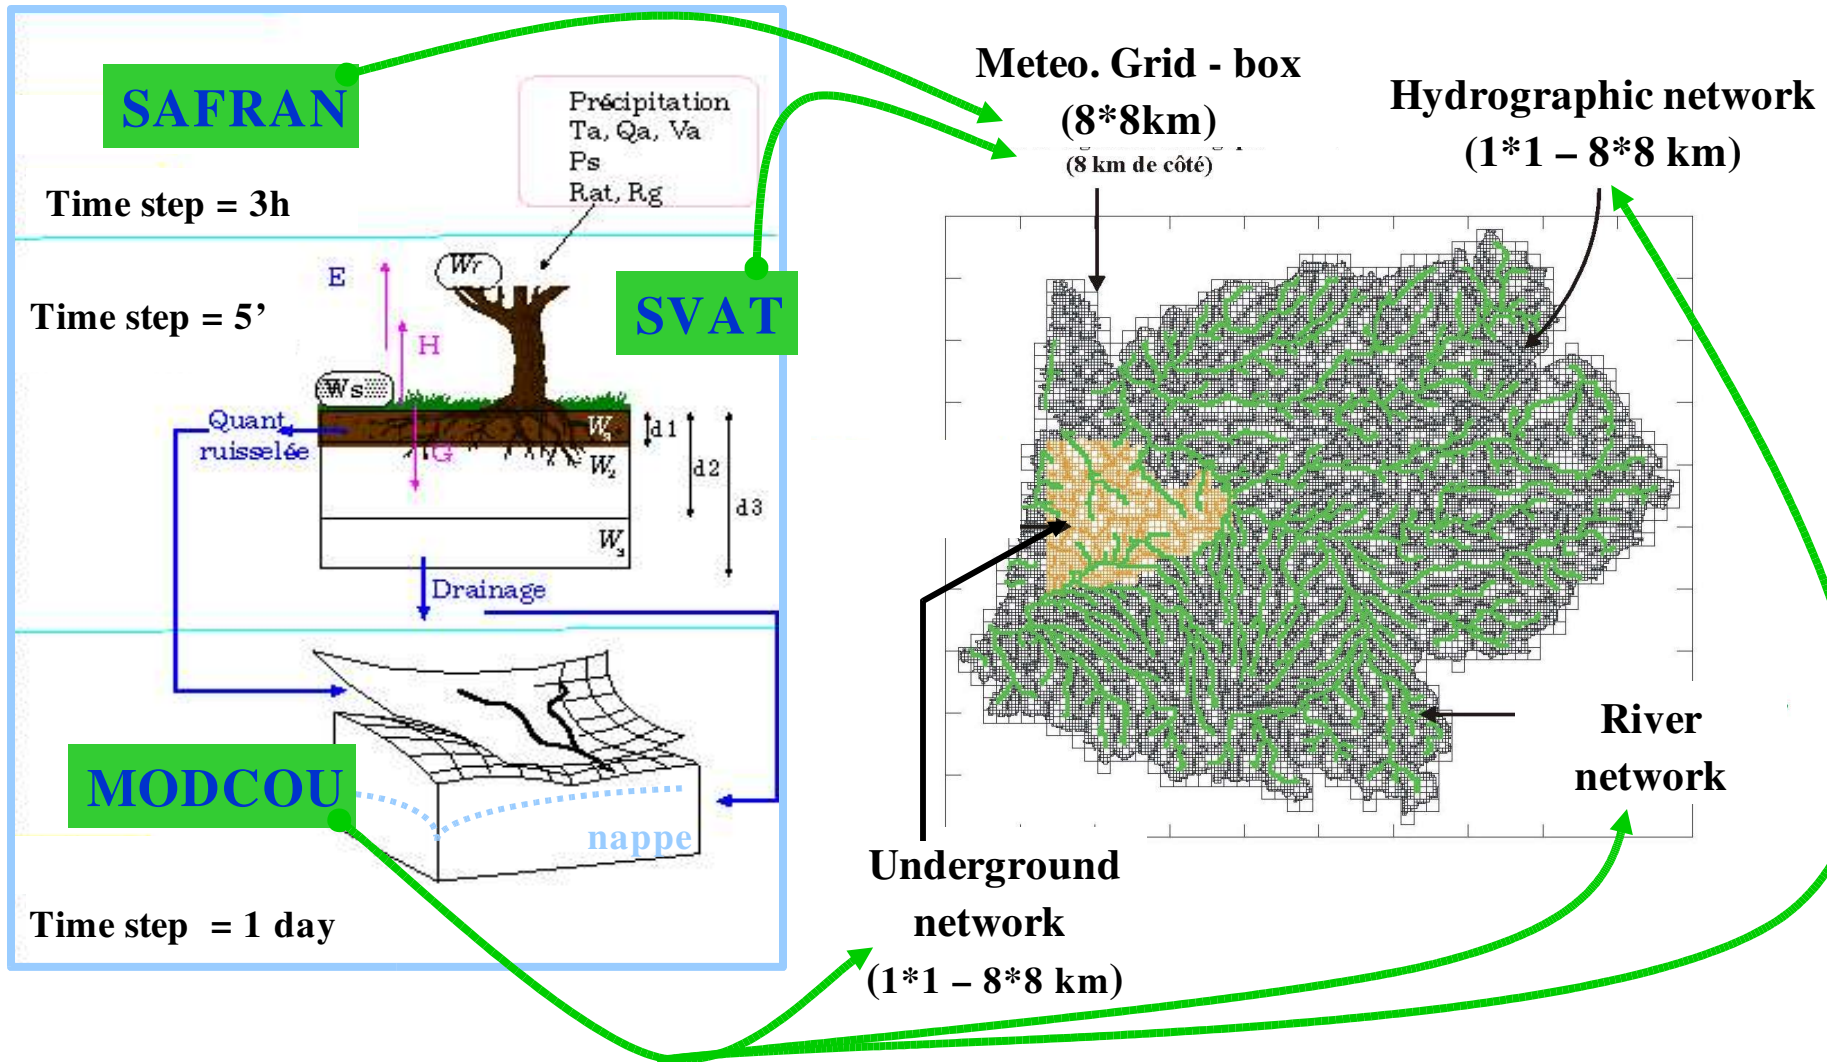 SAFRAN
Précipitation
Ta, Qa, Va
Ps
Rat, Rg
Time step = 3h
Time step = 5’
E
H
G
Wr
Ws
SVAT
Quant
ruisselée
W
d1
W
d2
d3
W
Drainage
MODCOU
nappe
Time step = 1 day
Meteo. Grid - box
(8*8km)
(8 km de côté)
Hydrographic network
(1*1 – 8*8 km)
River
network
Underground
network
(1*1 – 8*8 km)